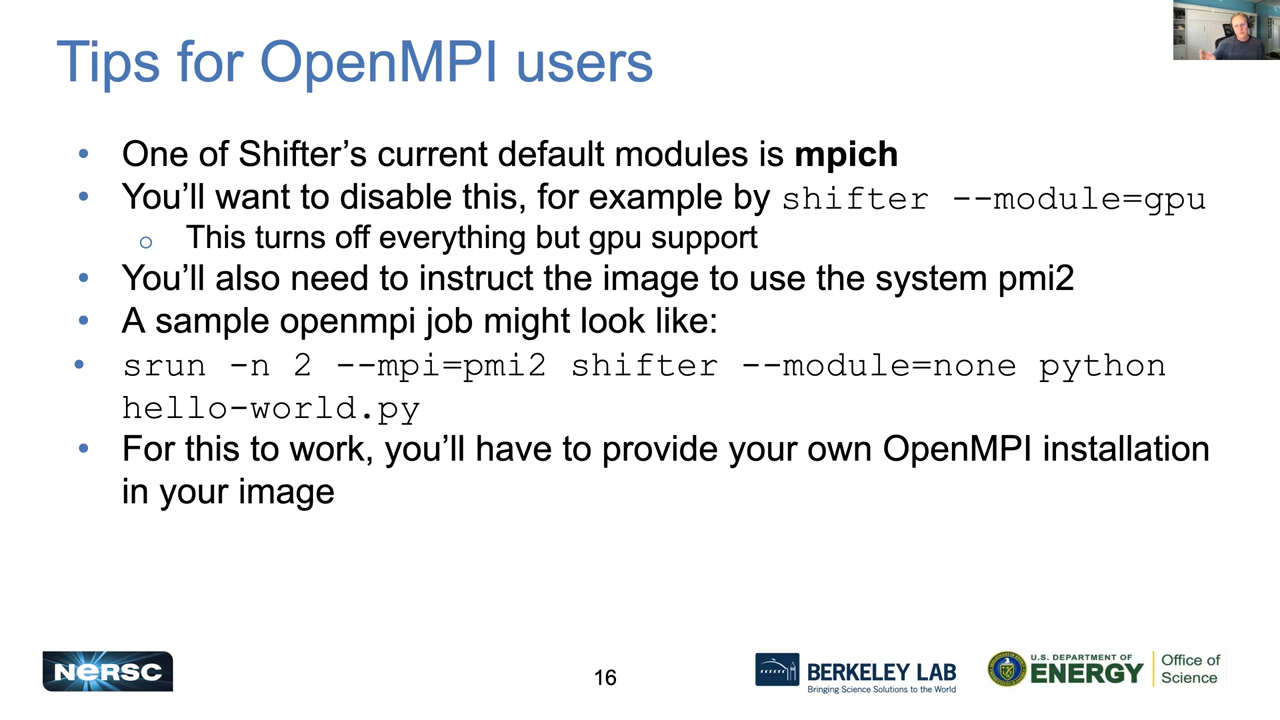 Tips for OpenMPI users
• One of Shifter’s current default modules is mpich
• You’ll want to disable this, for example by shifter --module=gpu
○ This turns off everything but gpu support
• You’ll also need to instruct the image to use the system pmi2
• A sample openmpi job might look like:
• srun -n 2 --mpi=pmi2 shifter --module=none python
hello-world.py
• For this to work, you’ll have to provide your own OpenMPI installation
in your image
NERSC
16
BERKELEY LAB
Bringing Science Solutions to the World
U.S. DEPARTMENT OF
ENERGY
Office of
Science